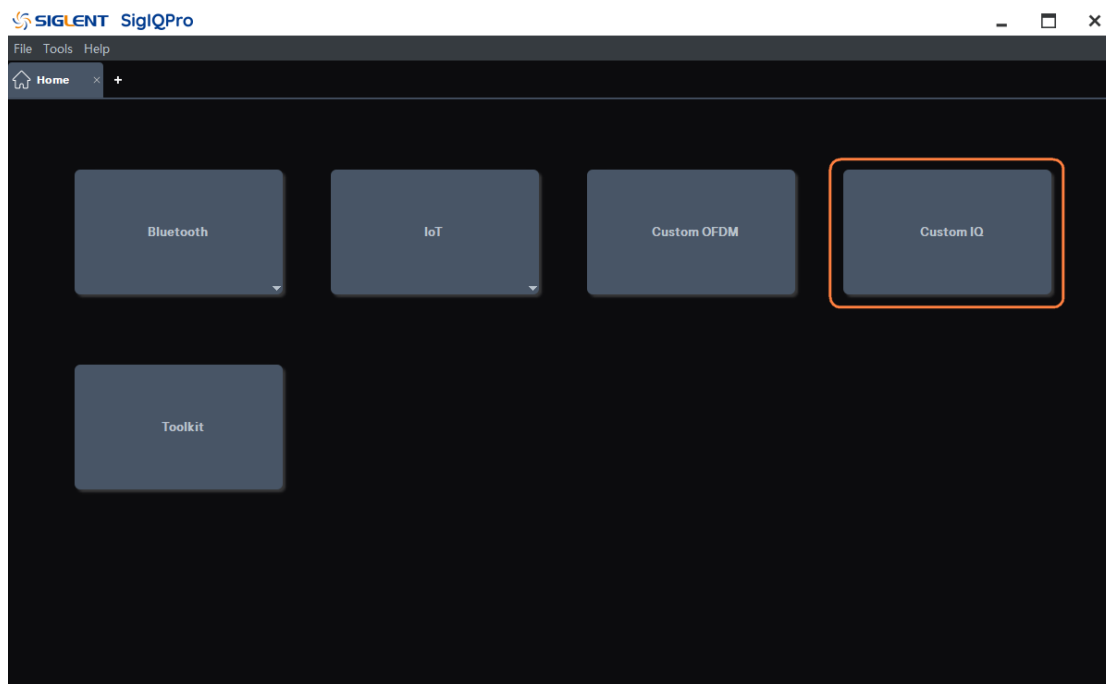 SIGLENT SigIQPro
File Tools Help
Home
Bluetooth
IoT
Custom OFDM
Custom IQ
Toolkit